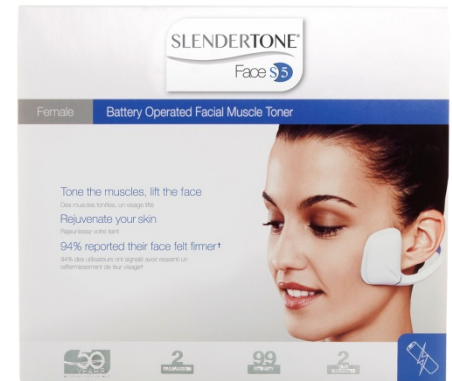 SLENDERTONE®
Face S5
Female
Battery Operated Facial Muscle Toner
Tone the muscles, lift the face
Des muscles tonifiés, un visage lifté
Rejuvenate your skin
Rajeunissez votre teint
94% reported their face felt firmer†
94% des utilisateurs ont signalé avoir ressenti un
raffermissement de leur visage†
50
2
99
2